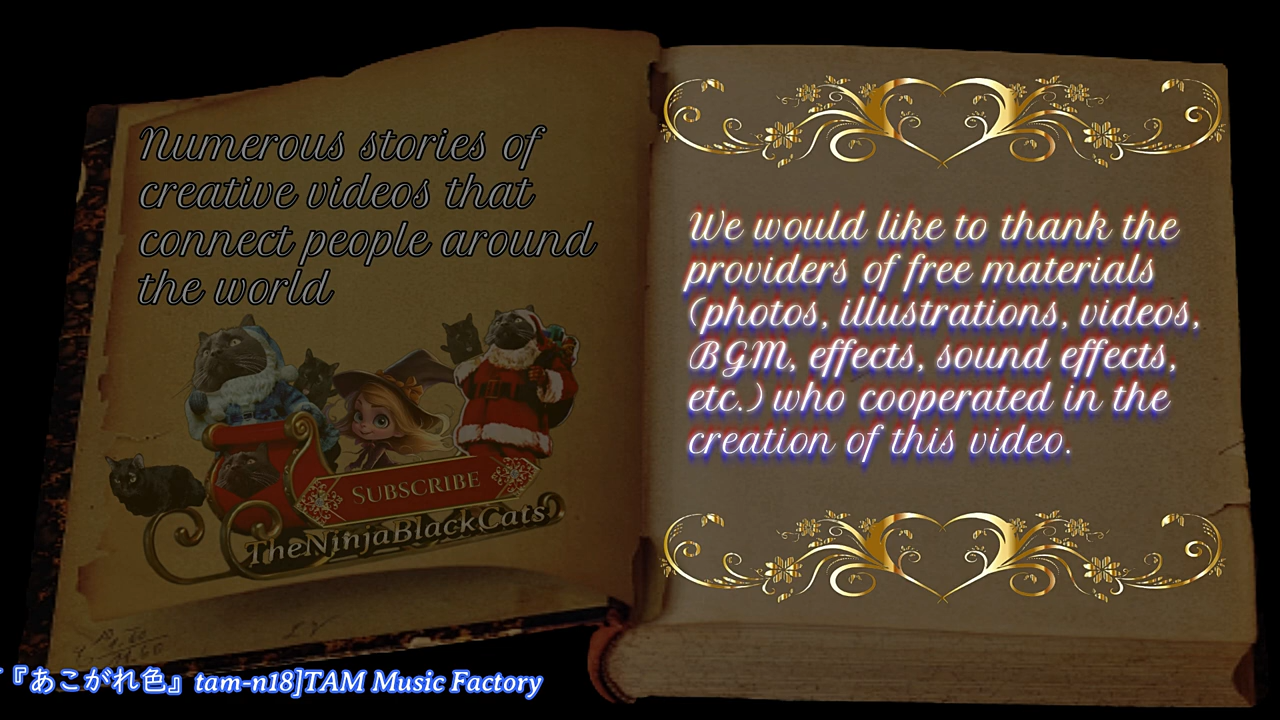 Numerous stories of
creative videos that
connect people around
the world
SUBSCRIBE
TheNinjaBlackCats
We would like to thank the
providers of free materials
(photos, illustrations, videos,
BGM, effects, sound effects,
etc.) who cooperated in the
creation of this video.
『あこがれ色』tam-n18]TAM Music Factory